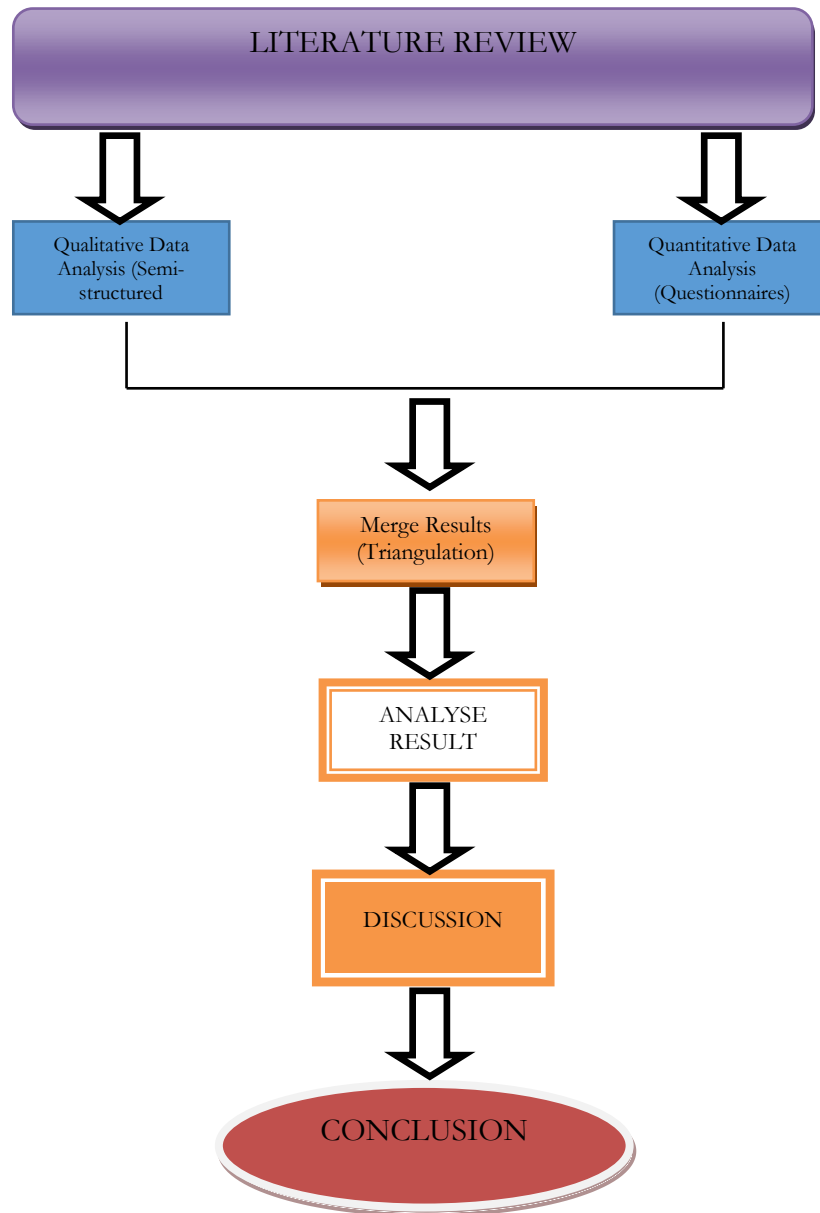 LITERATURE REVIEW
Qualitative Data
Analysis (Semi-
structured
Quantitative Data
Analysis
(Questionnaires)
Merge Results
(Triangulation)
ANALYSE
RESULT
DISCUSSION
CONCLUSION